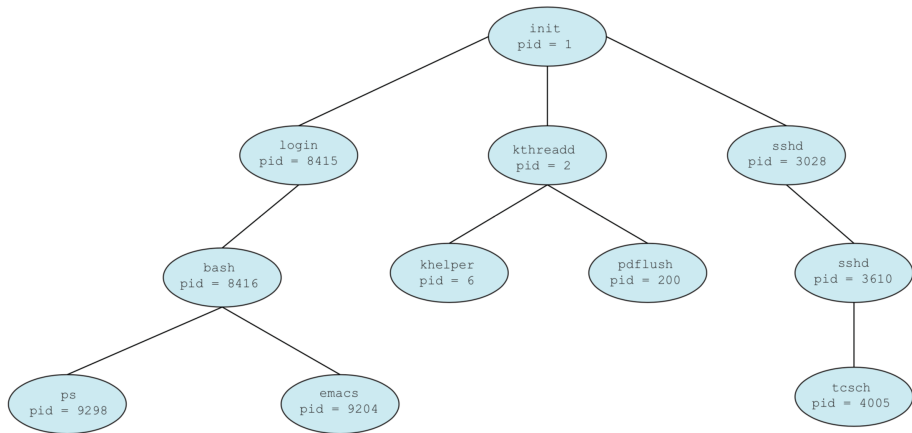 init
pid = 1
login
pid = 8415
kthreadd
pid = 2
sshd
pid = 3028
bash
pid = 8416
khelper
pid = 6
pdflush
pid = 200
sshd
pid = 3610
ps
pid = 9298
emacs
pid = 9204
tcsch
pid = 4005